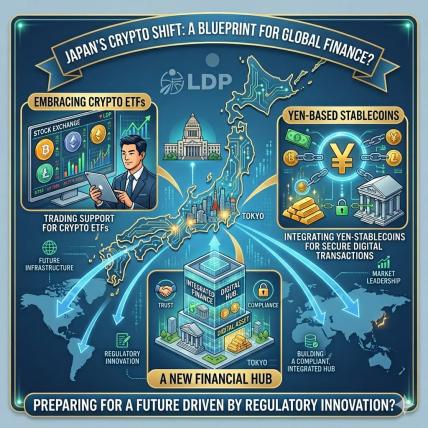 JAPAN'S CRYPTO SHIFT: A BLUEPRINT FOR GLOBAL FINANCE?
LDP
EMBRACING CRYPTO ETFs
STOCK EXCHANGE
TRADING SUPPORT
FOR CRYPTO ETFs
YEN-BASED STABLECOINS
INTEGRATING YEN-STABLECOINS
FOR SECURE DIGITAL
TRANSACTIONS
TOKYO
FUTURE
INFRASTRUCTURE
MARKET
LEADERSHIP
TRUST
INTEGRATED
FINANCE
DIGITAL
HUB
COMPLIANCE
DIGITAL ASSET
TOKYO
REGULATORY
INNOVATION
BUILDING
A COMPLIANT,
INTEGRATED HUB
A NEW FINANCIAL HUB
PREPARING FOR A FUTURE DRIVEN BY REGULATORY INNOVATION?